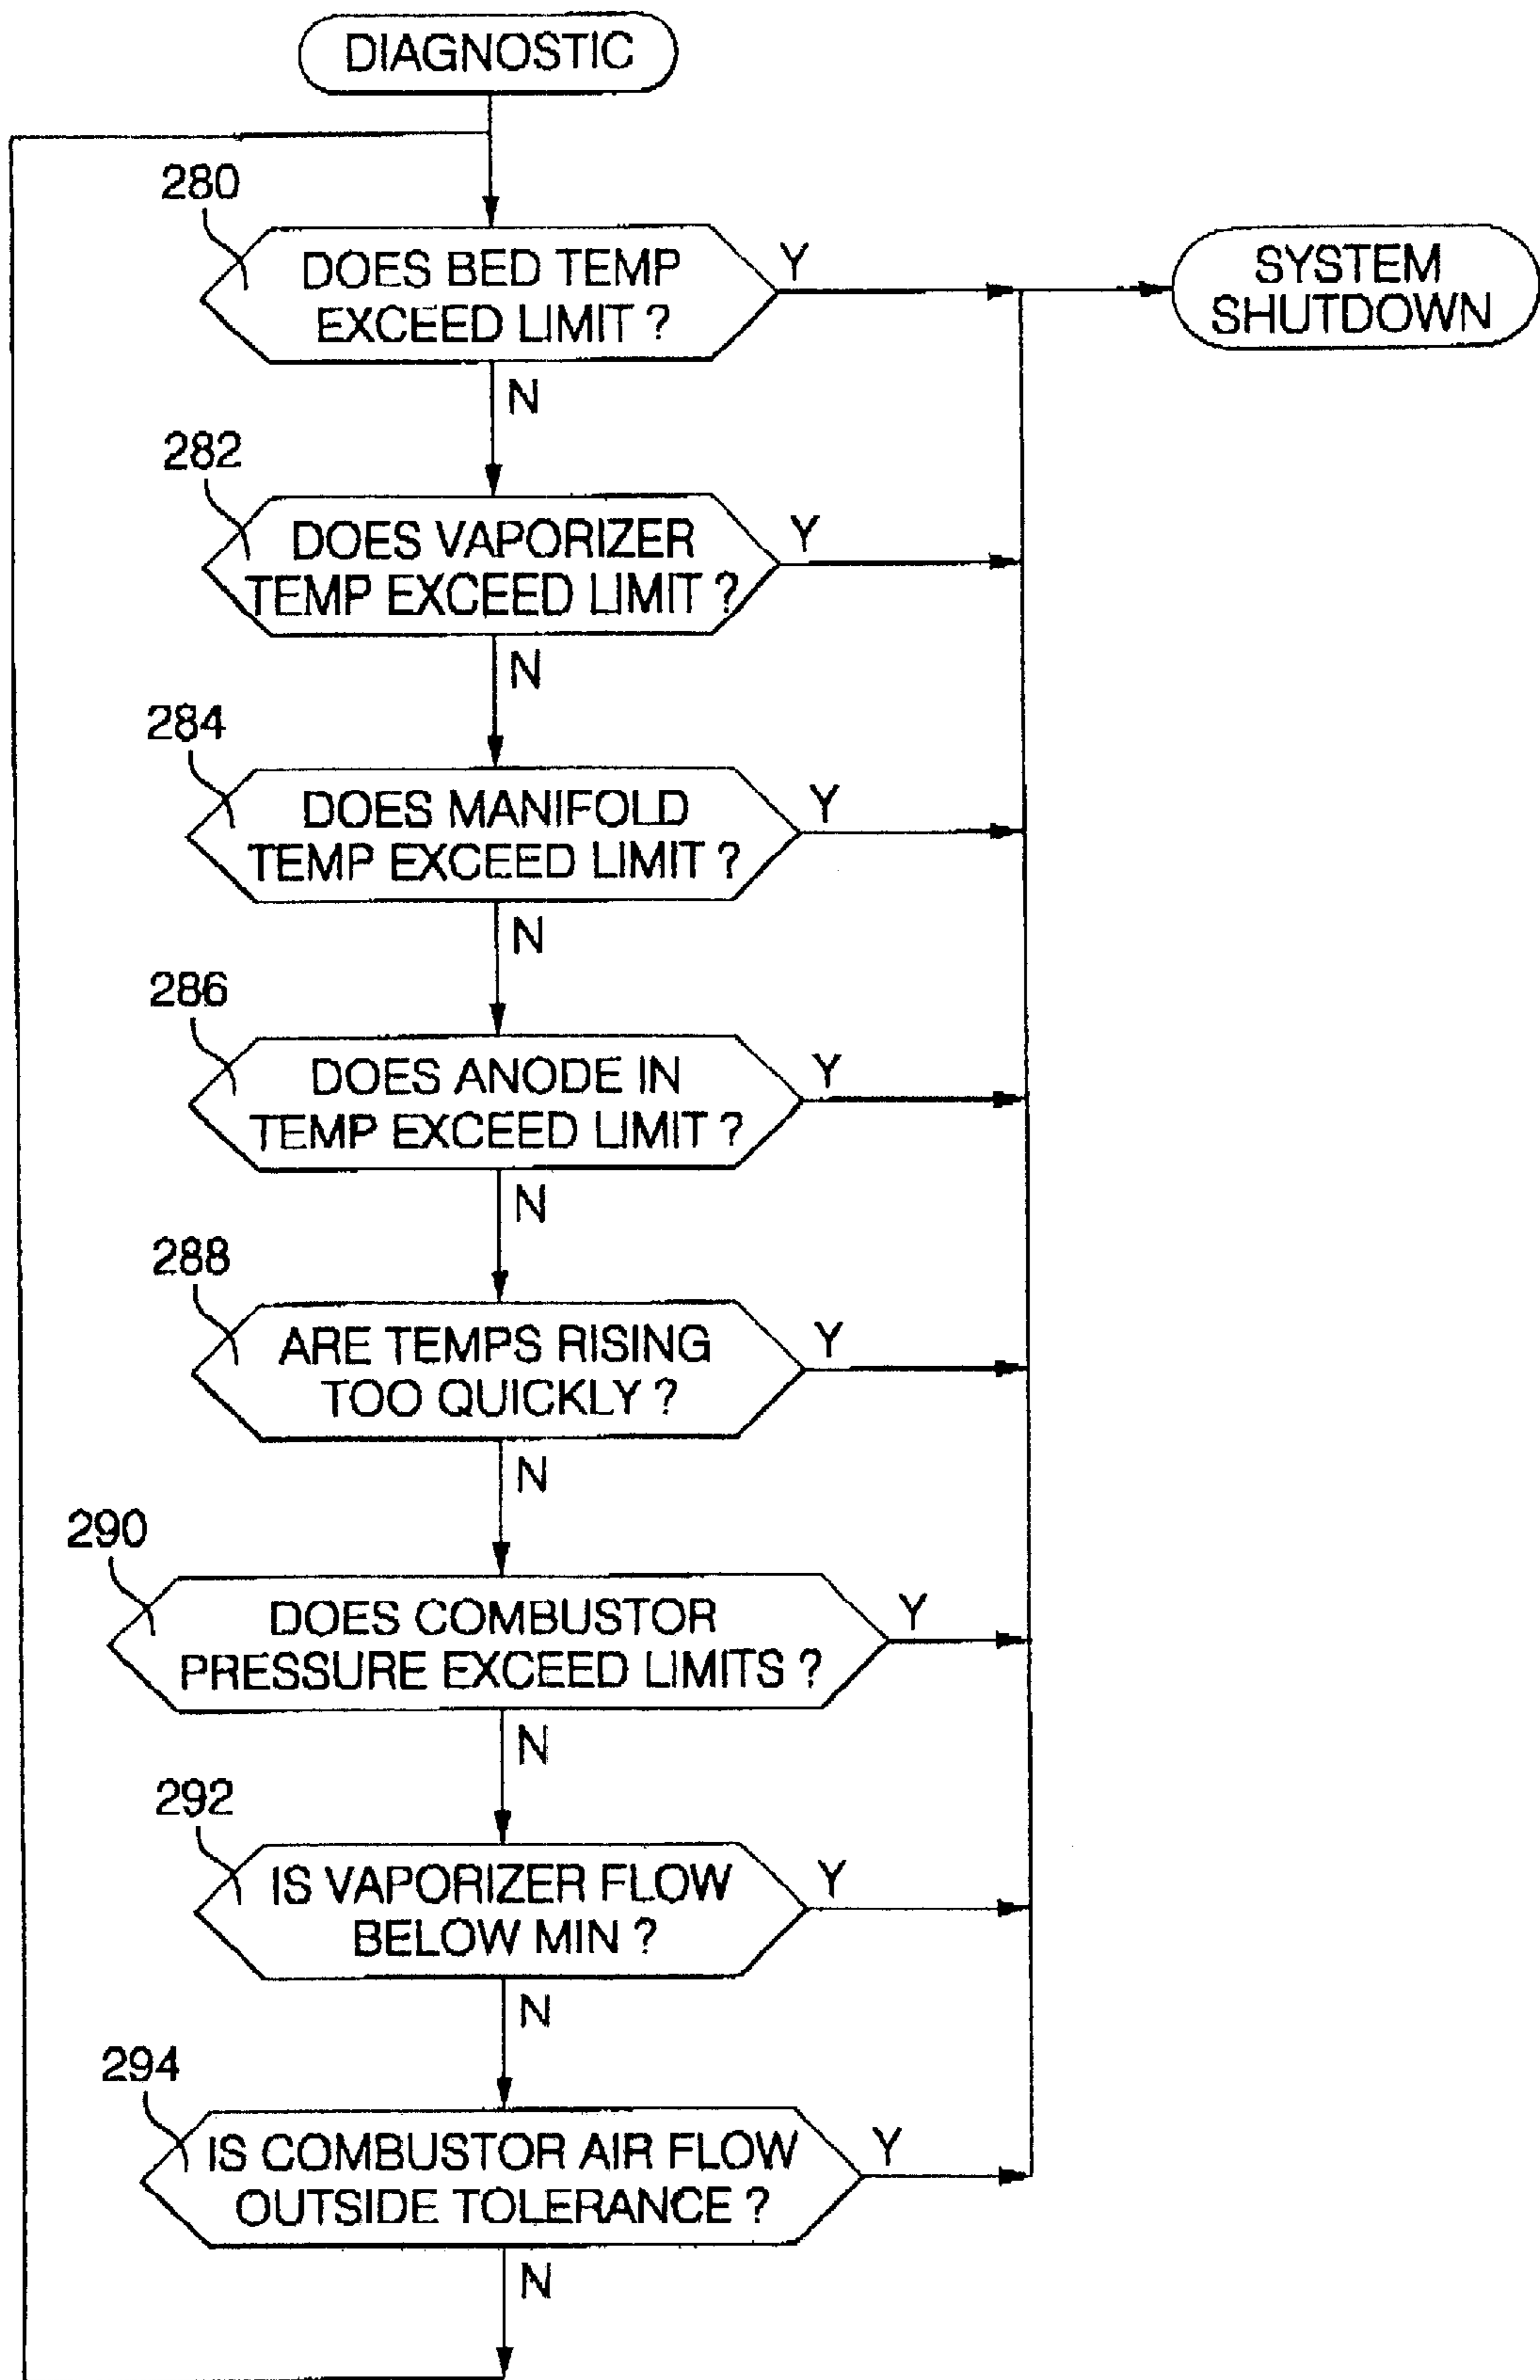 DIAGNOSTIC
280
DOES BED TEMP
EXCEED LIMIT ?
Y
SYSTEM
SHUTDOWN
N
282
DOES VAPORIZER
TEMP EXCEED LIMIT ?
Y
N
284
DOES MANIFOLD
TEMP EXCEED LIMIT ?
Y
N
286
DOES ANODE IN
TEMP EXCEED LIMIT ?
Y
N
288
ARE TEMPS RISING
TOO QUICKLY ?
Y
N
290
DOES COMBUSTOR
PRESSURE EXCEED LIMITS ?
Y
N
292
IS VAPORIZER FLOW
BELOW MIN ?
Y
N
294
IS COMBUSTOR AIR FLOW
OUTSIDE TOLERANCE ?
Y
N